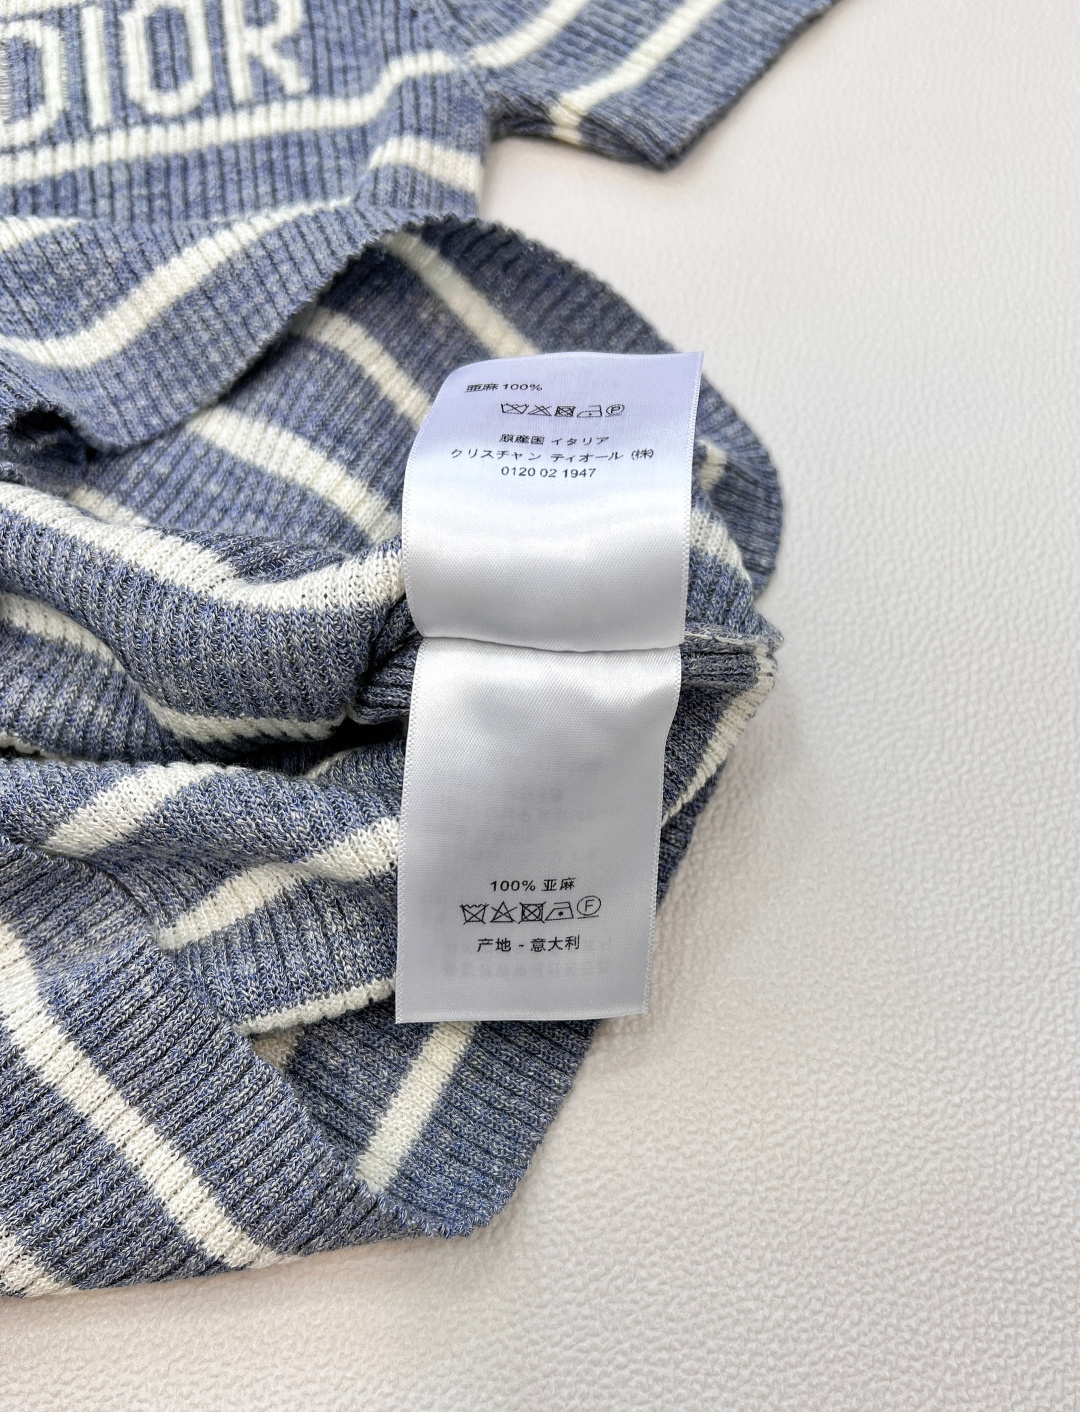 DIOR
亜麻 100%
P
原産国 イタリア
クリスチャン ディオール (株)
0120 02 1947
100% 亚麻
F
产地 - 意大利